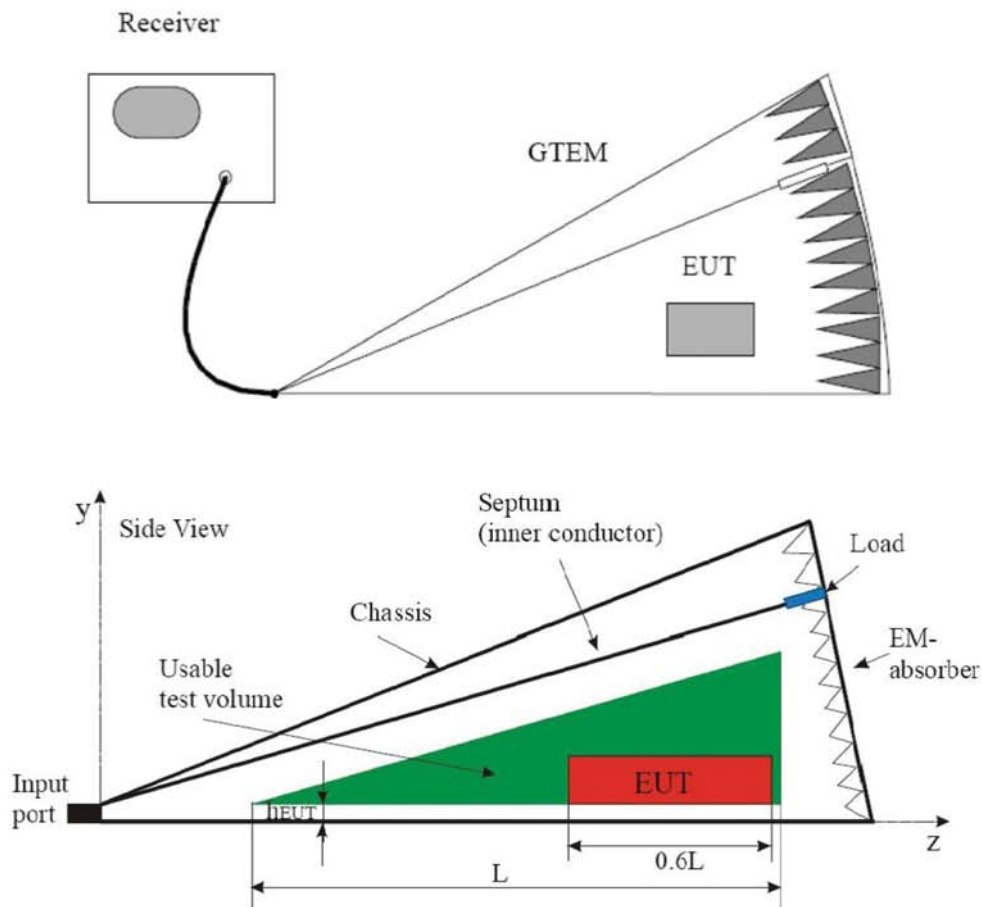 Receiver
GTEM
EUT
y
Side View
Septum
(inner conductor)
Load
Chassis
EM-
absorber
Usable
test volume
Input
port
hEUT
EUT
z
0.6L
L